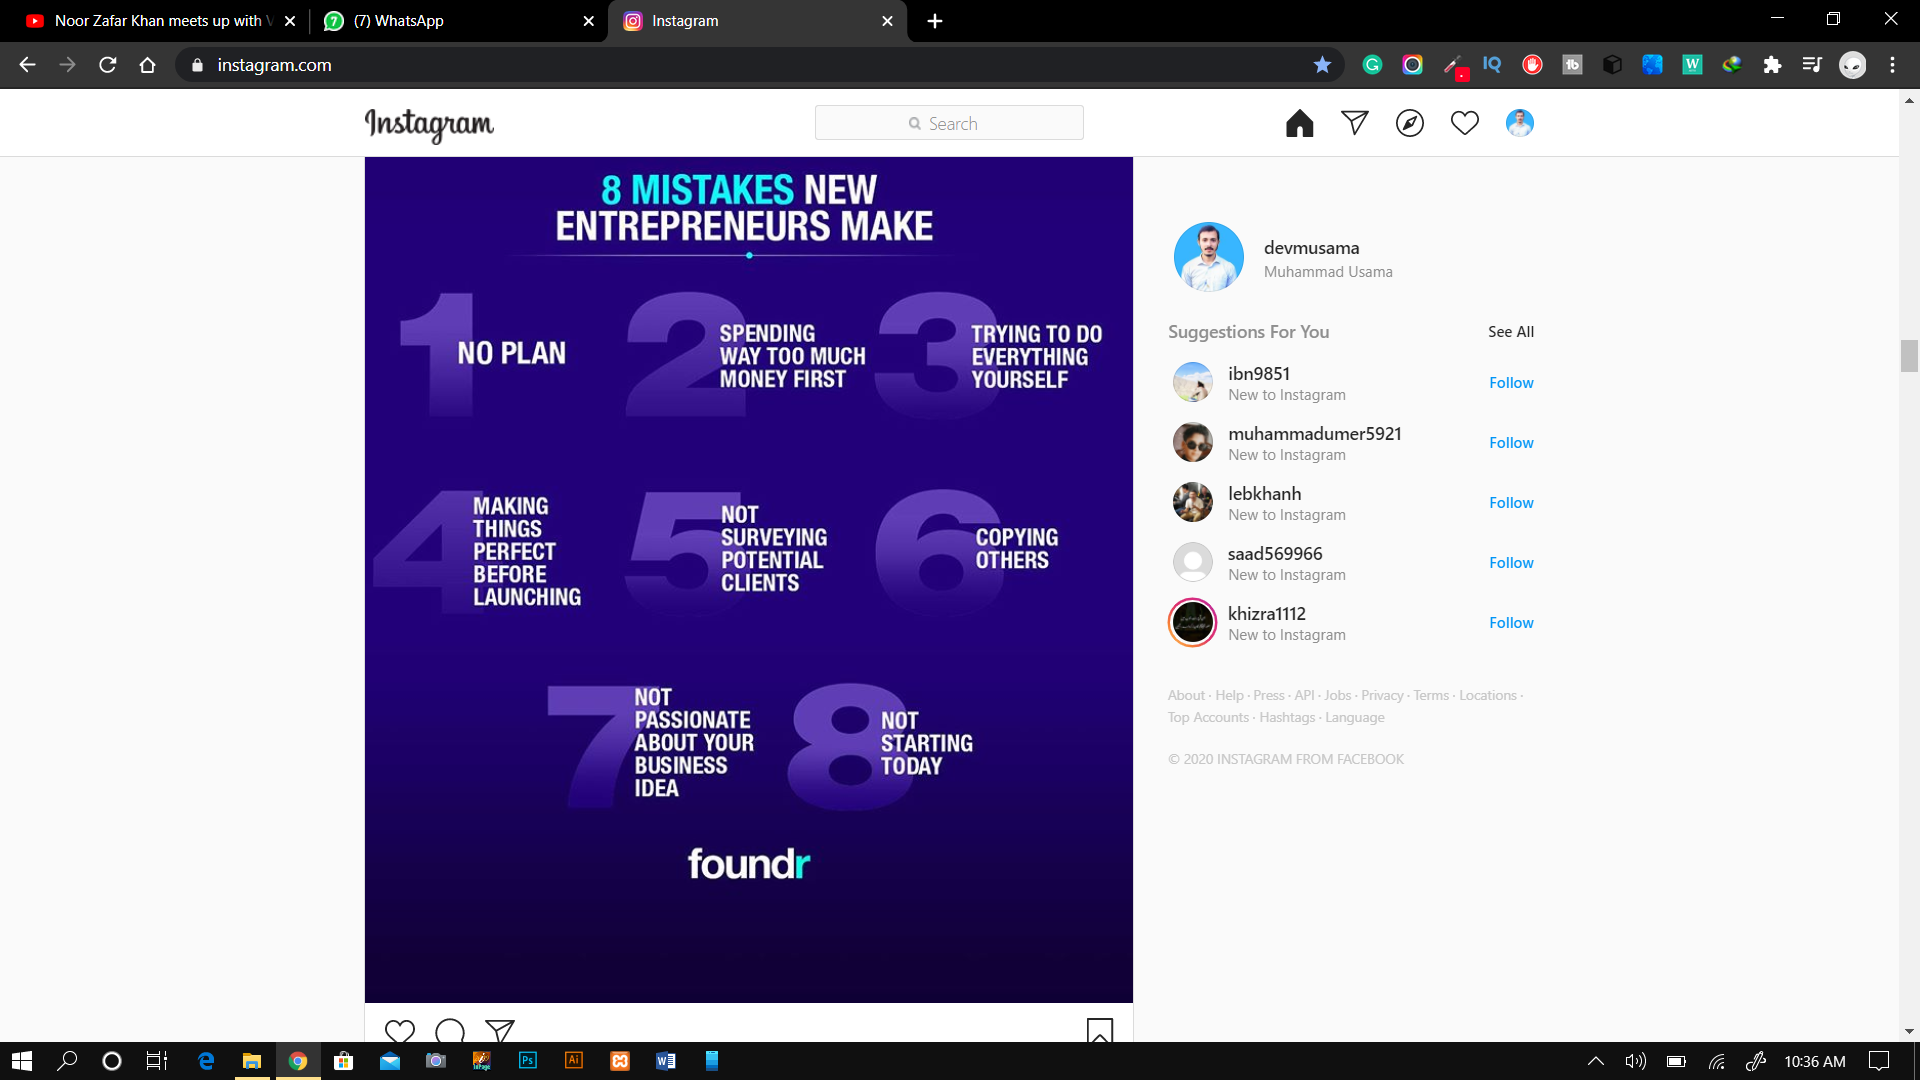 Noor Zafar Khan meets up with
(7) WhatsApp
Instagram
instagram.com
Instagram
Search
8 MISTAKES NEW
ENTREPRENEURS MAKE
1
NO PLAN
2
SPENDING
WAY TOO MUCH
MONEY FIRST
3
TRYING TO DO
EVERYTHING
YOURSELF
4
MAKING
THINGS
PERFECT
BEFORE
LAUNCHING
5
NOT
SURVEYING
POTENTIAL
CLIENTS
6
COPYING
OTHERS
7
NOT
PASSIONATE
ABOUT YOUR
BUSINESS
IDEA
8
NOT
STARTING
TODAY
foundr
devmusama
Muhammad Usama
Suggestions For You See All
ibn9851
New to Instagram
Follow
muhammadumer5921
New to Instagram
Follow
lebkhanh
New to Instagram
Follow
saad569966
New to Instagram
Follow
khizra1112
New to Instagram
Follow
About · Help · Press · API · Jobs · Privacy · Terms · Locations ·
Top Accounts · Hashtags · Language
© 2020 INSTAGRAM FROM FACEBOOK
10:36 AM